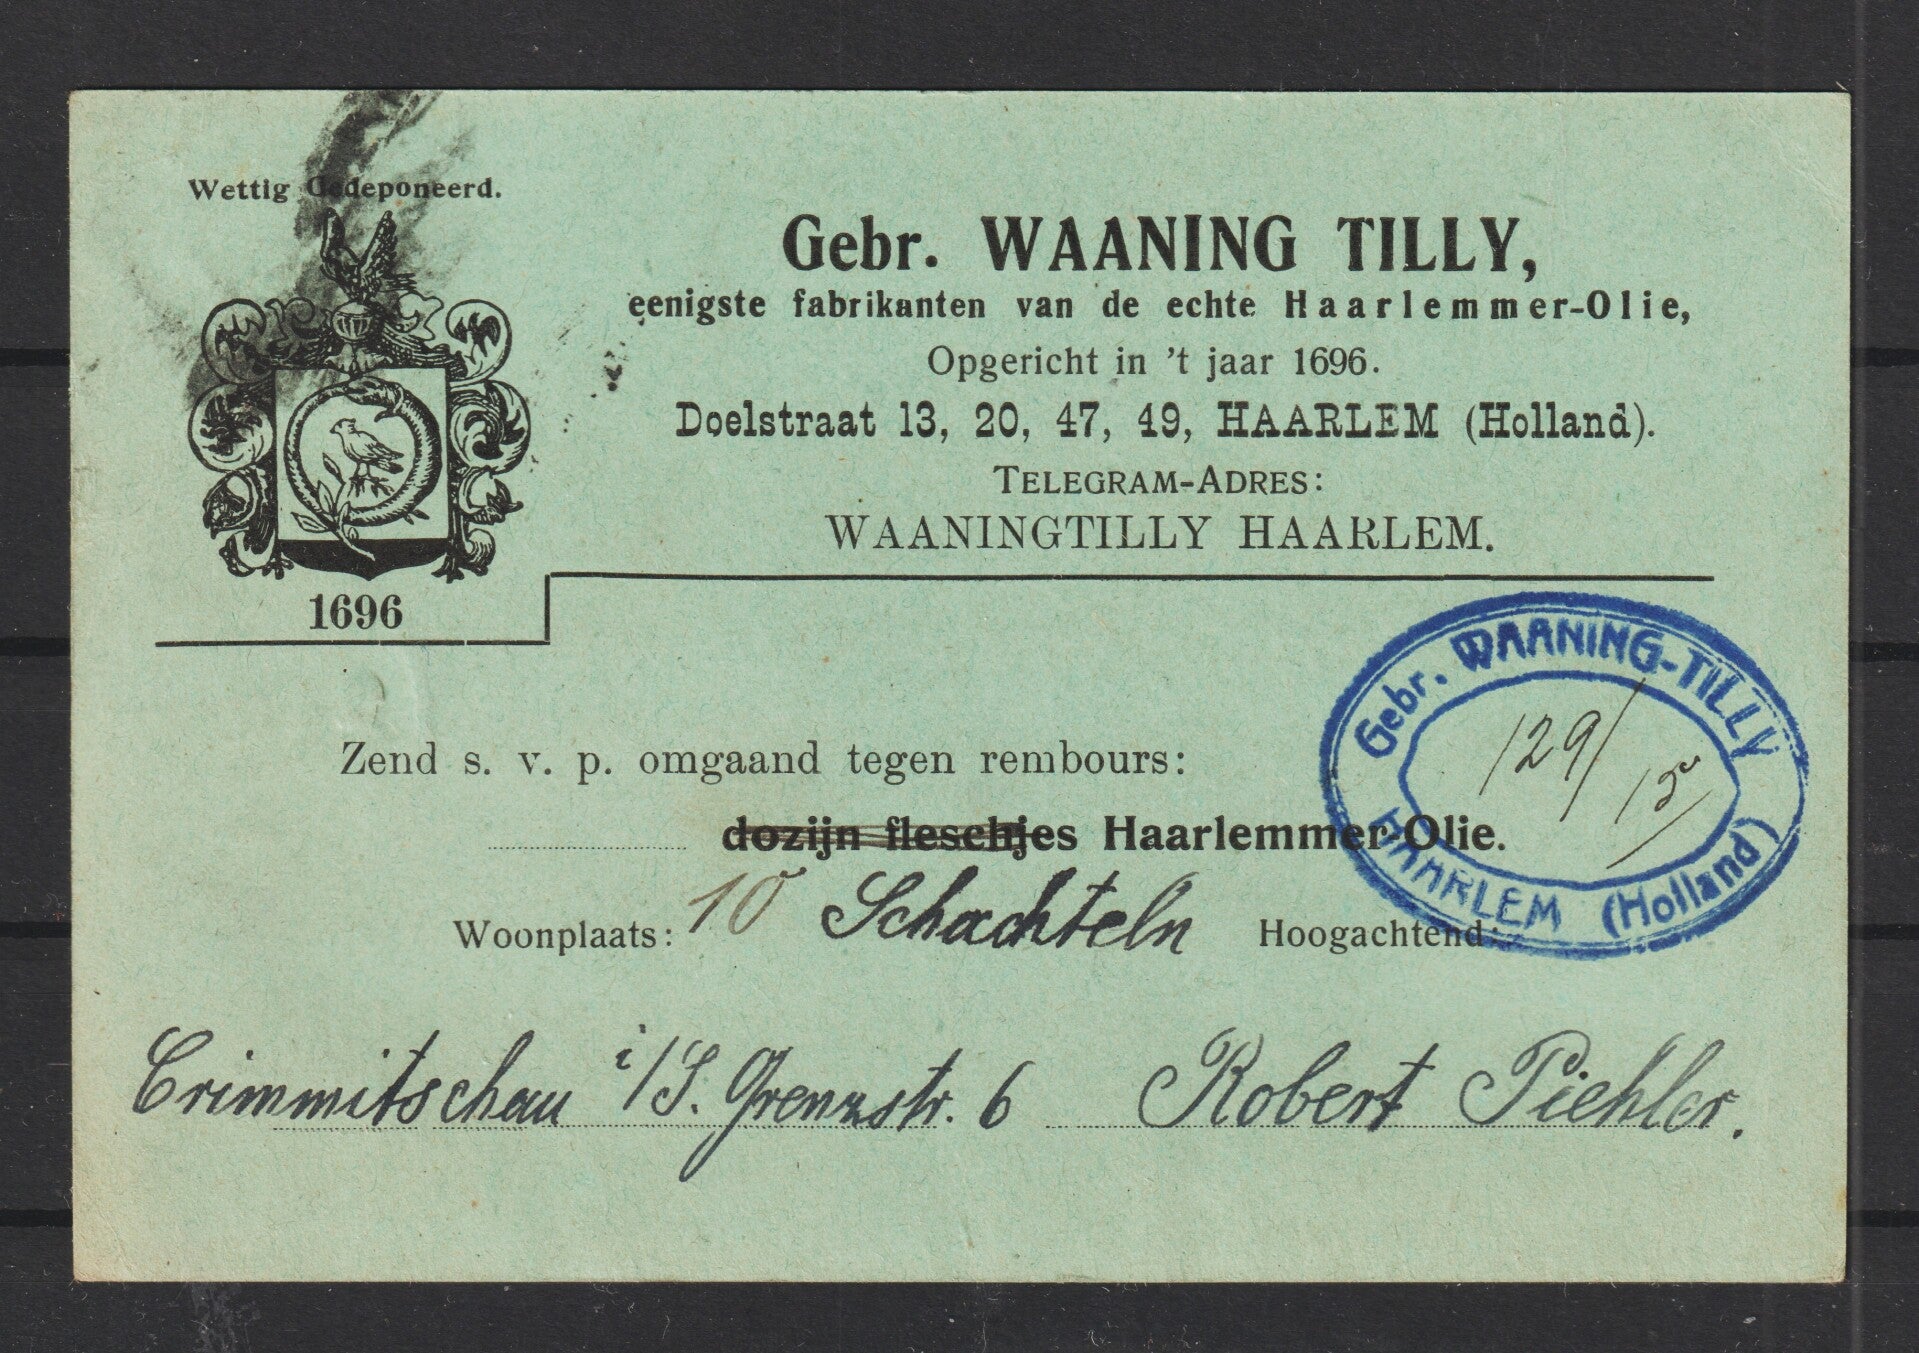 Wettig Gedeponeerd.
1696
Gebr. WAANING TILLY,
eenigste fabrikanten van de echte Haarlemmer-Olie,
Opgericht in 't jaar 1696.
Doelstraat 13, 20, 47, 49, HAARLEM (Holland).
TELEGRAM-ADRES:
WAANINGTILLY HAARLEM.
Gebr. WAANING-TILLY
129/
HAARLEM (Holland)
Zend s. v. p. omgaand tegen rembours:
dozijn fleschjes Haarlemmer-Olie.
10 Schachteln
Woonplaats: Hoogachtend:
Crimmitschau i/S. Grenzstr. 6 Robert Piehler.